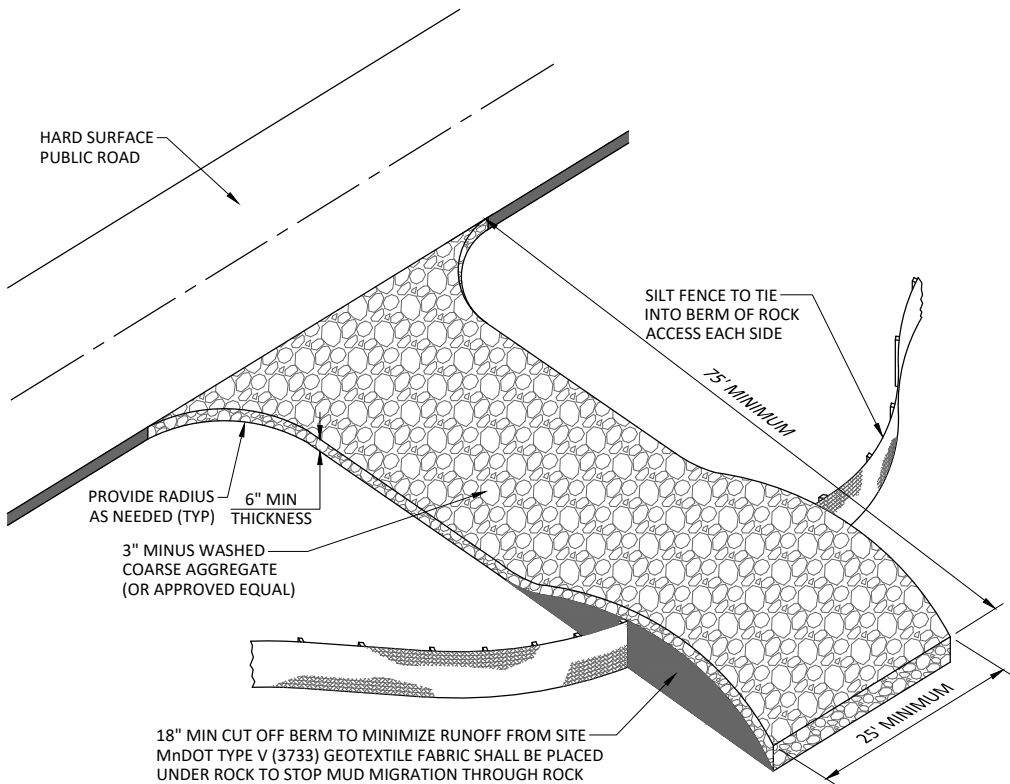 HARD SURFACE
PUBLIC ROAD
SILT FENCE TO TIE
INTO BERM OF ROCK
ACCESS EACH SIDE
75' MINIMUM
PROVIDE RADIUS
AS NEEDED (TYP)
6" MIN
THICKNESS
3" MINUS WASHED
COARSE AGGREGATE
(OR APPROVED EQUAL)
25' MINIMUM
18" MIN CUT OFF BERM TO MINIMIZE RUNOFF FROM SITE
MnDOT TYPE V (3733) GEOTEXTILE FABRIC SHALL BE PLACED
UNDER ROCK TO STOP MUD MIGRATION THROUGH ROCK